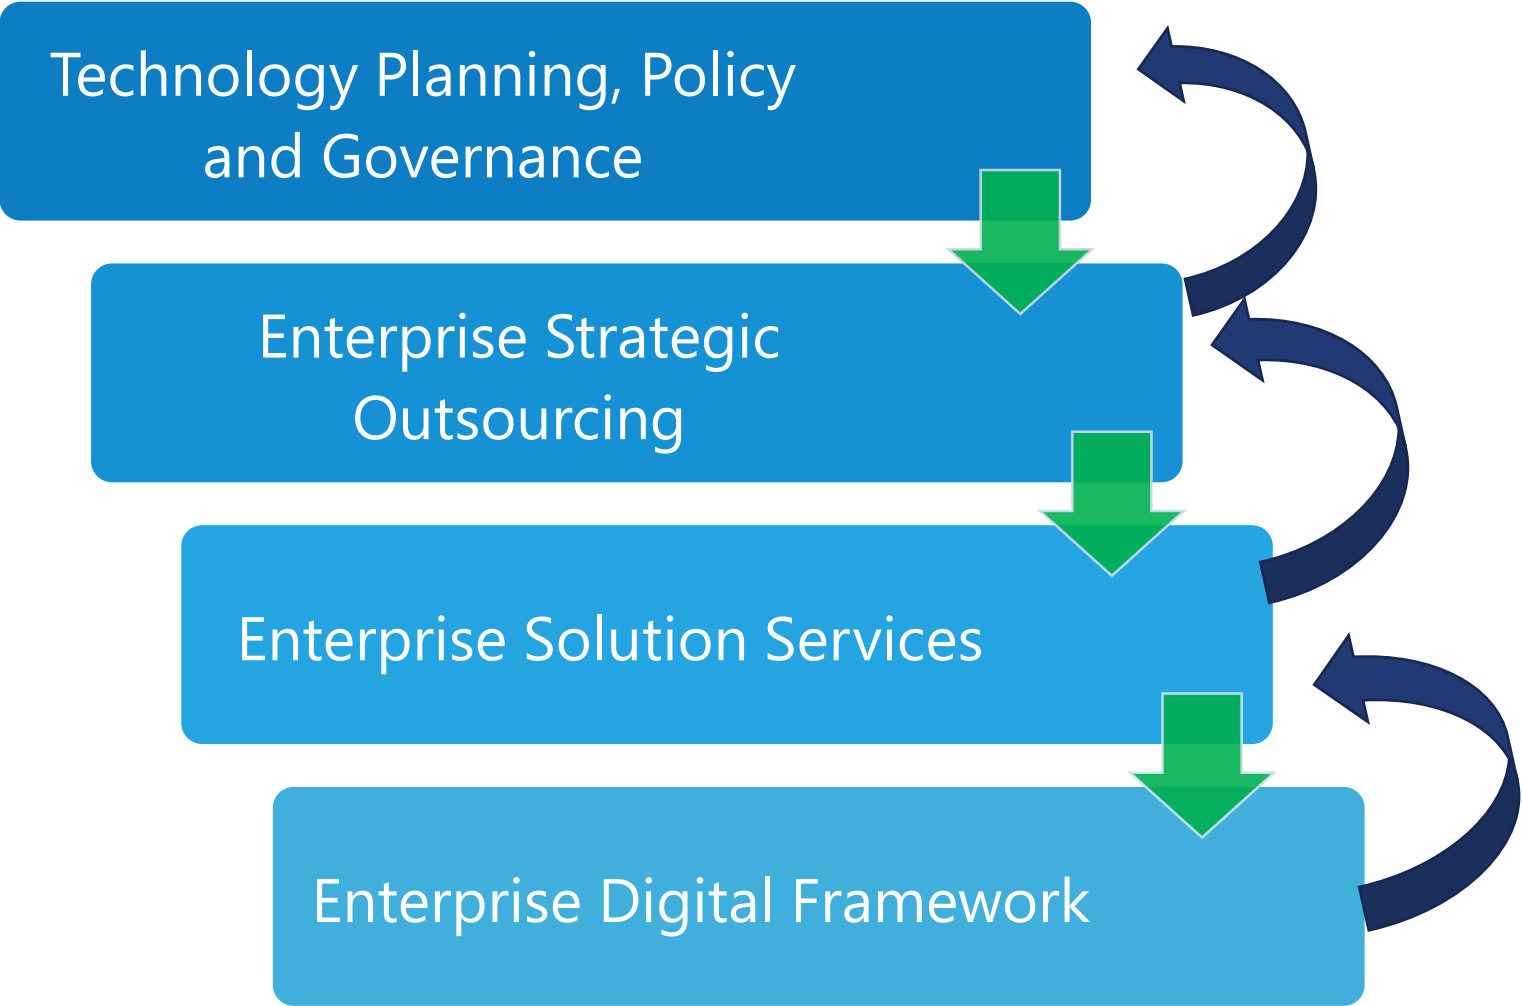 Technology Planning, Policy
and Governance
Enterprise Strategic
Outsourcing
Enterprise Solution Services
Enterprise Digital Framework